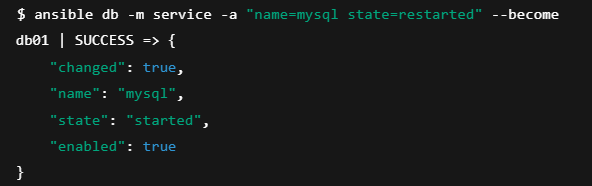 $ ansible db -m service -a "name=mysql state=restarted" --become
db01 | SUCCESS => {
    "changed": true,
    "name": "mysql",
    "state": "started",
    "enabled": true
}